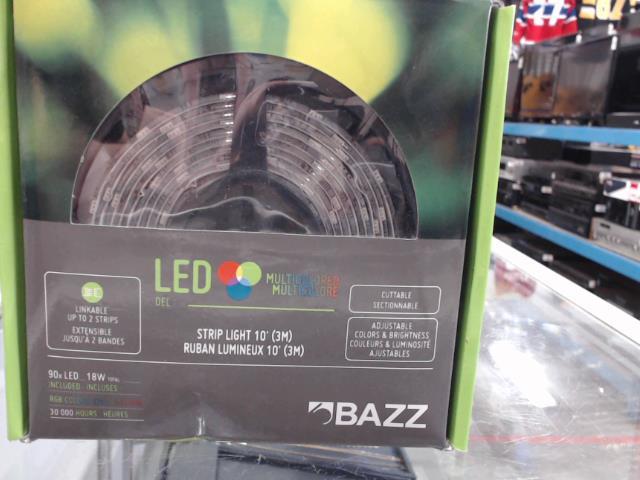 LED
DEL
MULTICOLORED
MULTICOLORE
LINKABLE
UP TO 2 STRIPS
EXTENSIBLE
JUSQU'À 2 BANDES
STRIP LIGHT 10' (3M)
RUBAN LUMINEUX 10' (3M)
CUTTABLE
SECTIONNABLE
ADJUSTABLE
COLORS & BRIGHTNESS
COULEURS & LUMINOSITÉ
AJUSTABLES
90x LED 18W TOTAL
INCLUDED INCLUSES
RGB
30 000 HOURS HEURES
BAZZ